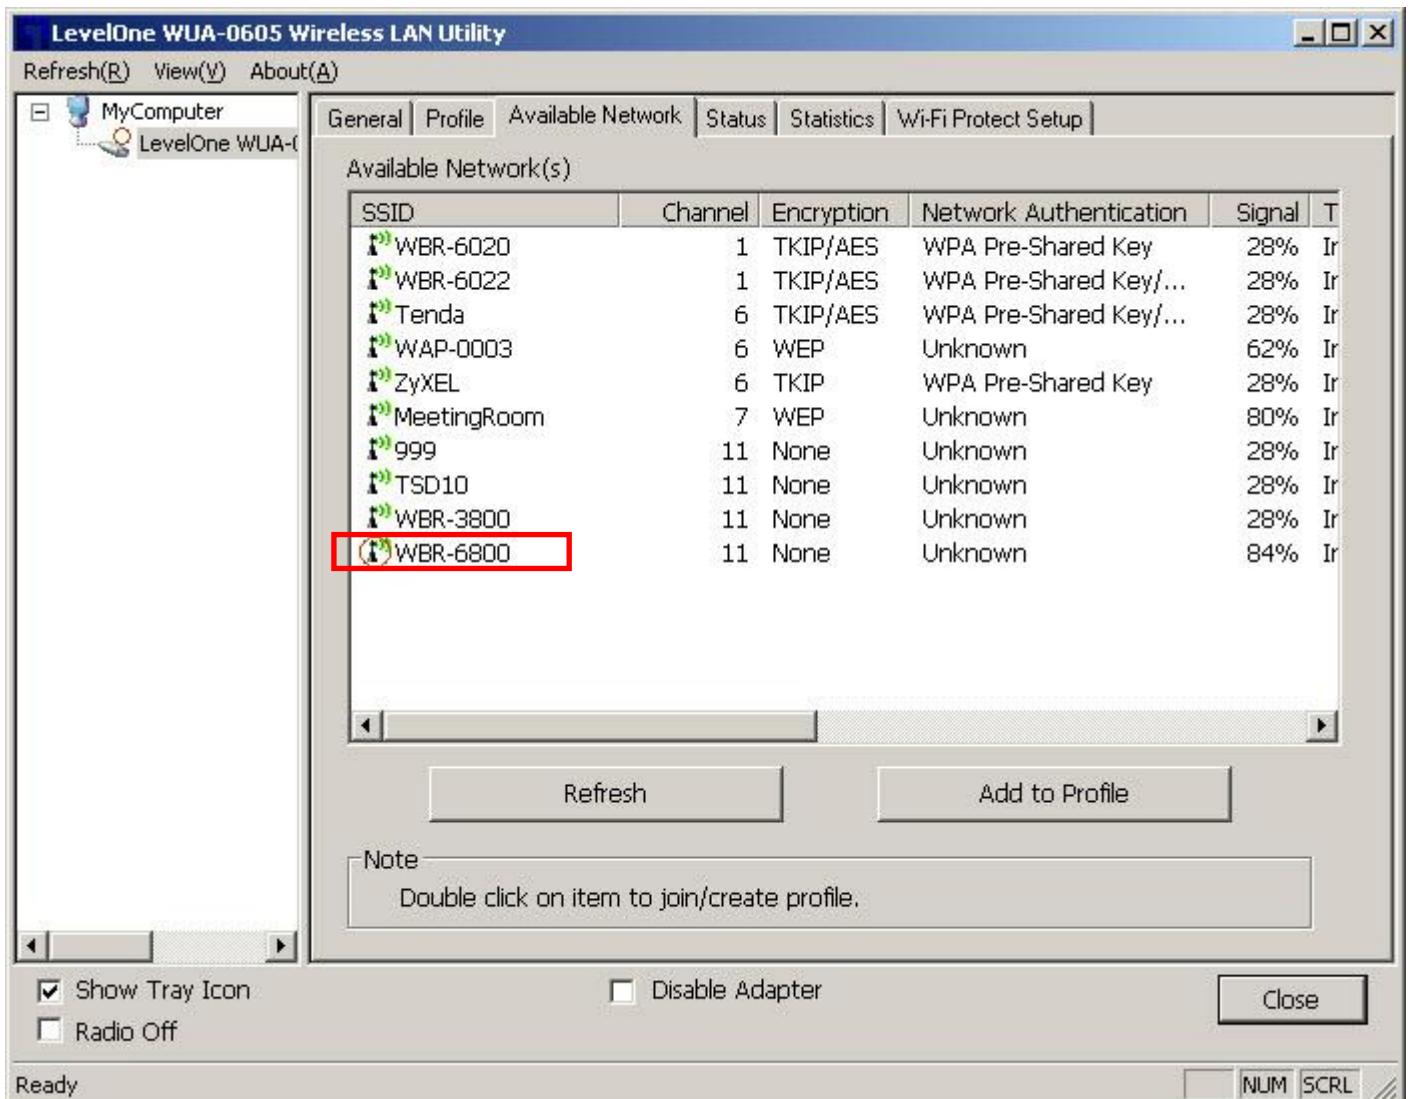 LevelOne WUA-0605 Wireless LAN Utility
Refresh(R) View(V) About(A)
MyComputer
LevelOne WUA-(
General Profile Available Network Status Statistics Wi-Fi Protect Setup
Available Network(s)
SSID Channel Encryption Network Authentication Signal T
WBR-6020 1 TKIP/AES WPA Pre-Shared Key 28% Ir
WBR-6022 1 TKIP/AES WPA Pre-Shared Key/... 28% Ir
Tenda 6 TKIP/AES WPA Pre-Shared Key/... 28% Ir
WAP-0003 6 WEP Unknown 62% Ir
ZyXEL 6 TKIP WPA Pre-Shared Key 28% Ir
MeetingRoom 7 WEP Unknown 80% Ir
999 11 None Unknown 28% Ir
TSD10 11 None Unknown 28% Ir
WBR-3800 11 None Unknown 28% Ir
WBR-6800 11 None Unknown 84% Ir
Refresh Add to Profile
Note
Double click on item to join/create profile.
Show Tray Icon Disable Adapter Close
Radio Off
Ready NUM SCRL